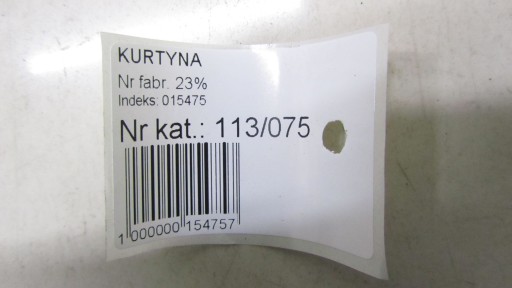 KURTYNA
Nr fabr. 23%
Indeks: 015475
Nr kat.: 113/075
1 000000 154757